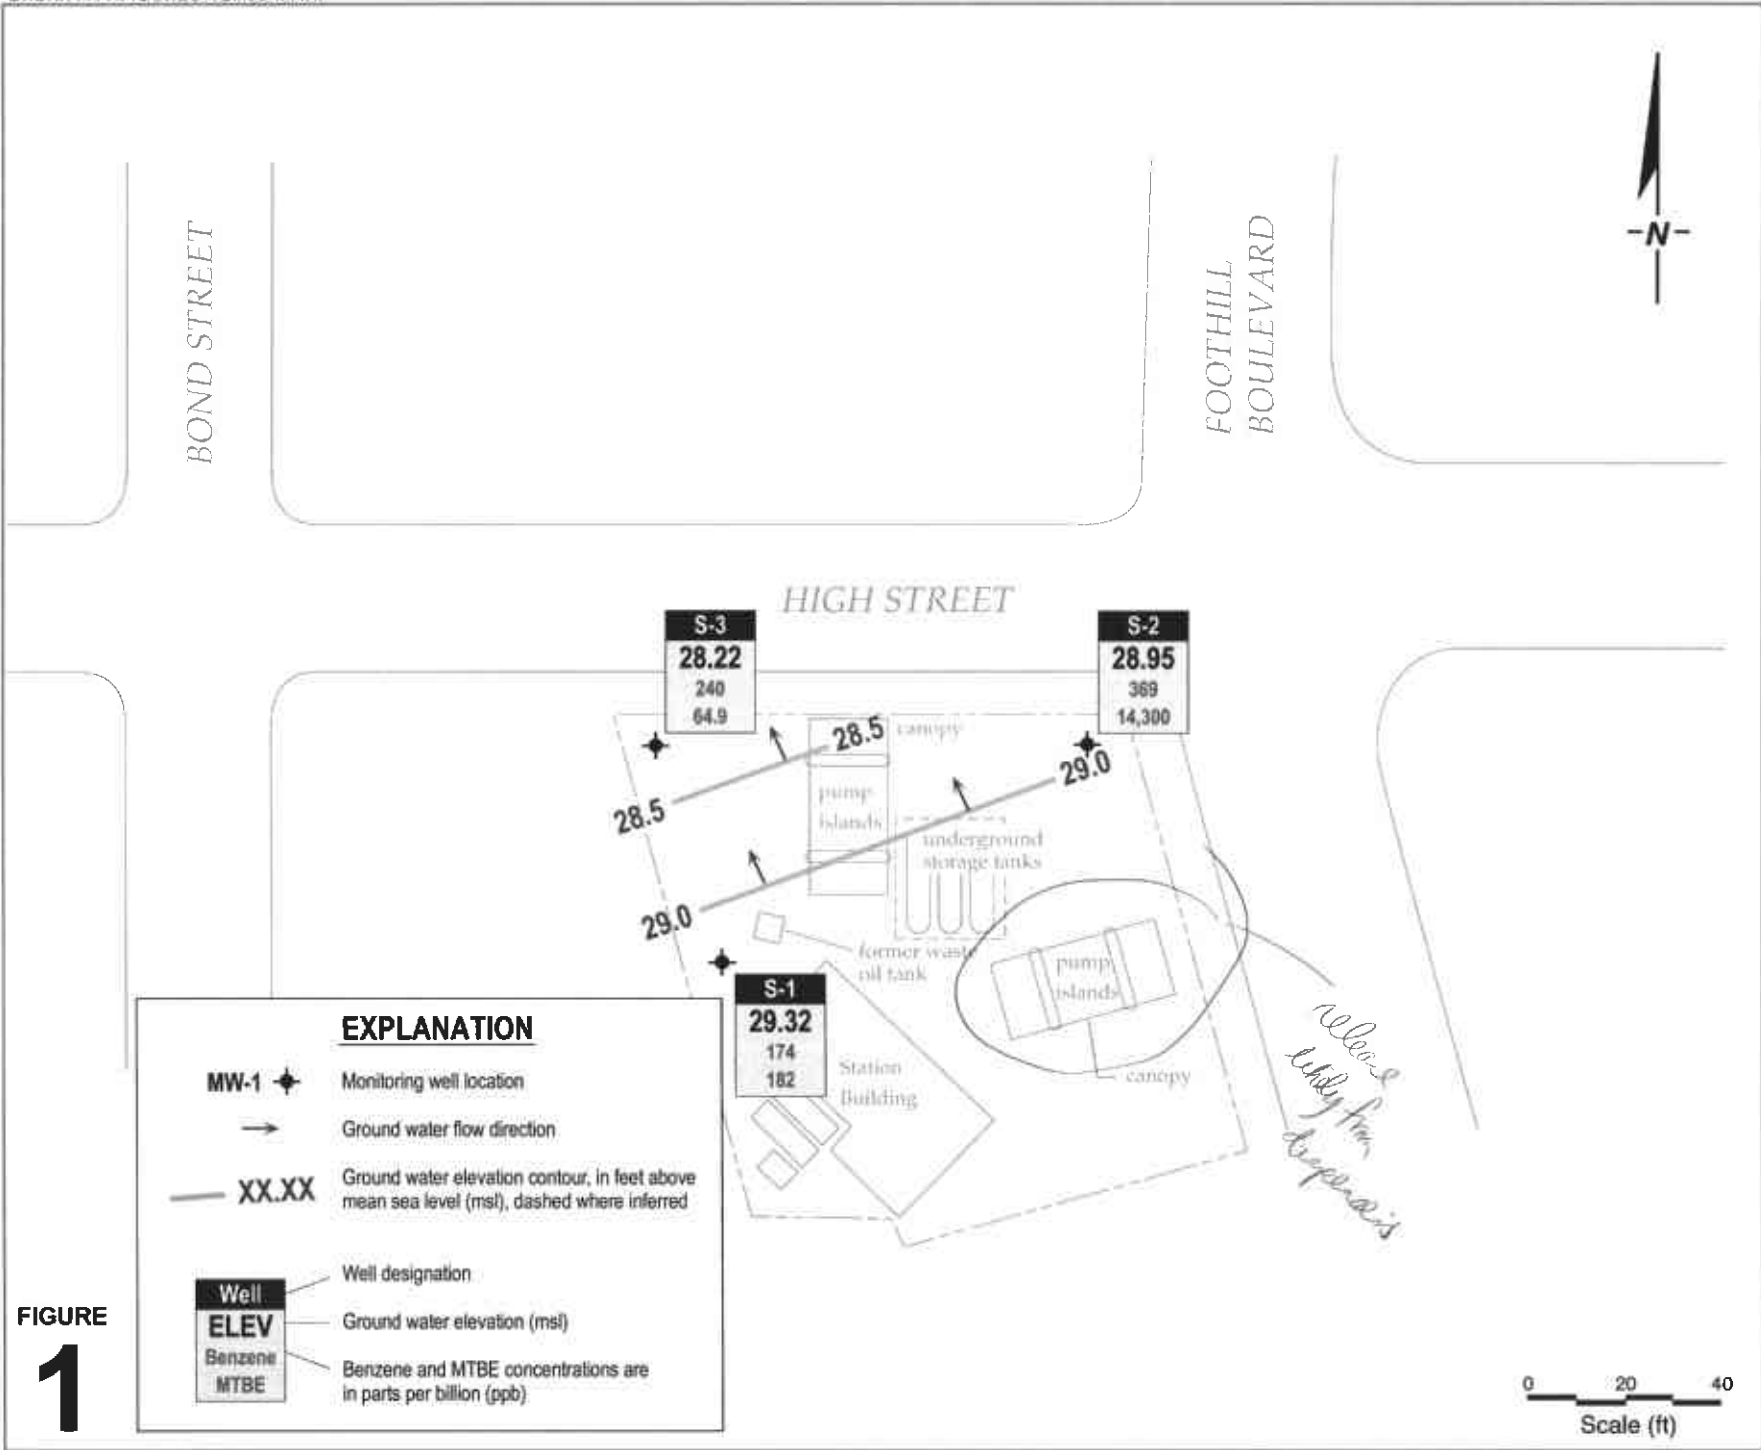 BOND STREET
FOOTHILL
BOULEVARD
-N-
HIGH STREET
S-3
28.22
240
64.9
S-2
28.95
369
14,300
28.5
canopy
29.0
28.5
pump
islands
underground
storage tanks
29.0
former waste
oil tank
pump
islands
canopy
S-1
29.32
174
182
Station
Building
release
likely from
dispensers
EXPLANATION
MW-1
Monitoring well location
Ground water flow direction
XX.XX
Ground water elevation contour, in feet above
mean sea level (msl), dashed where inferred
Well
ELEV
Benzene
MTBE
Well designation
Ground water elevation (msl)
Benzene and MTBE concentrations are
in parts per billion (ppb)
FIGURE
1
0 20 40
Scale (ft)